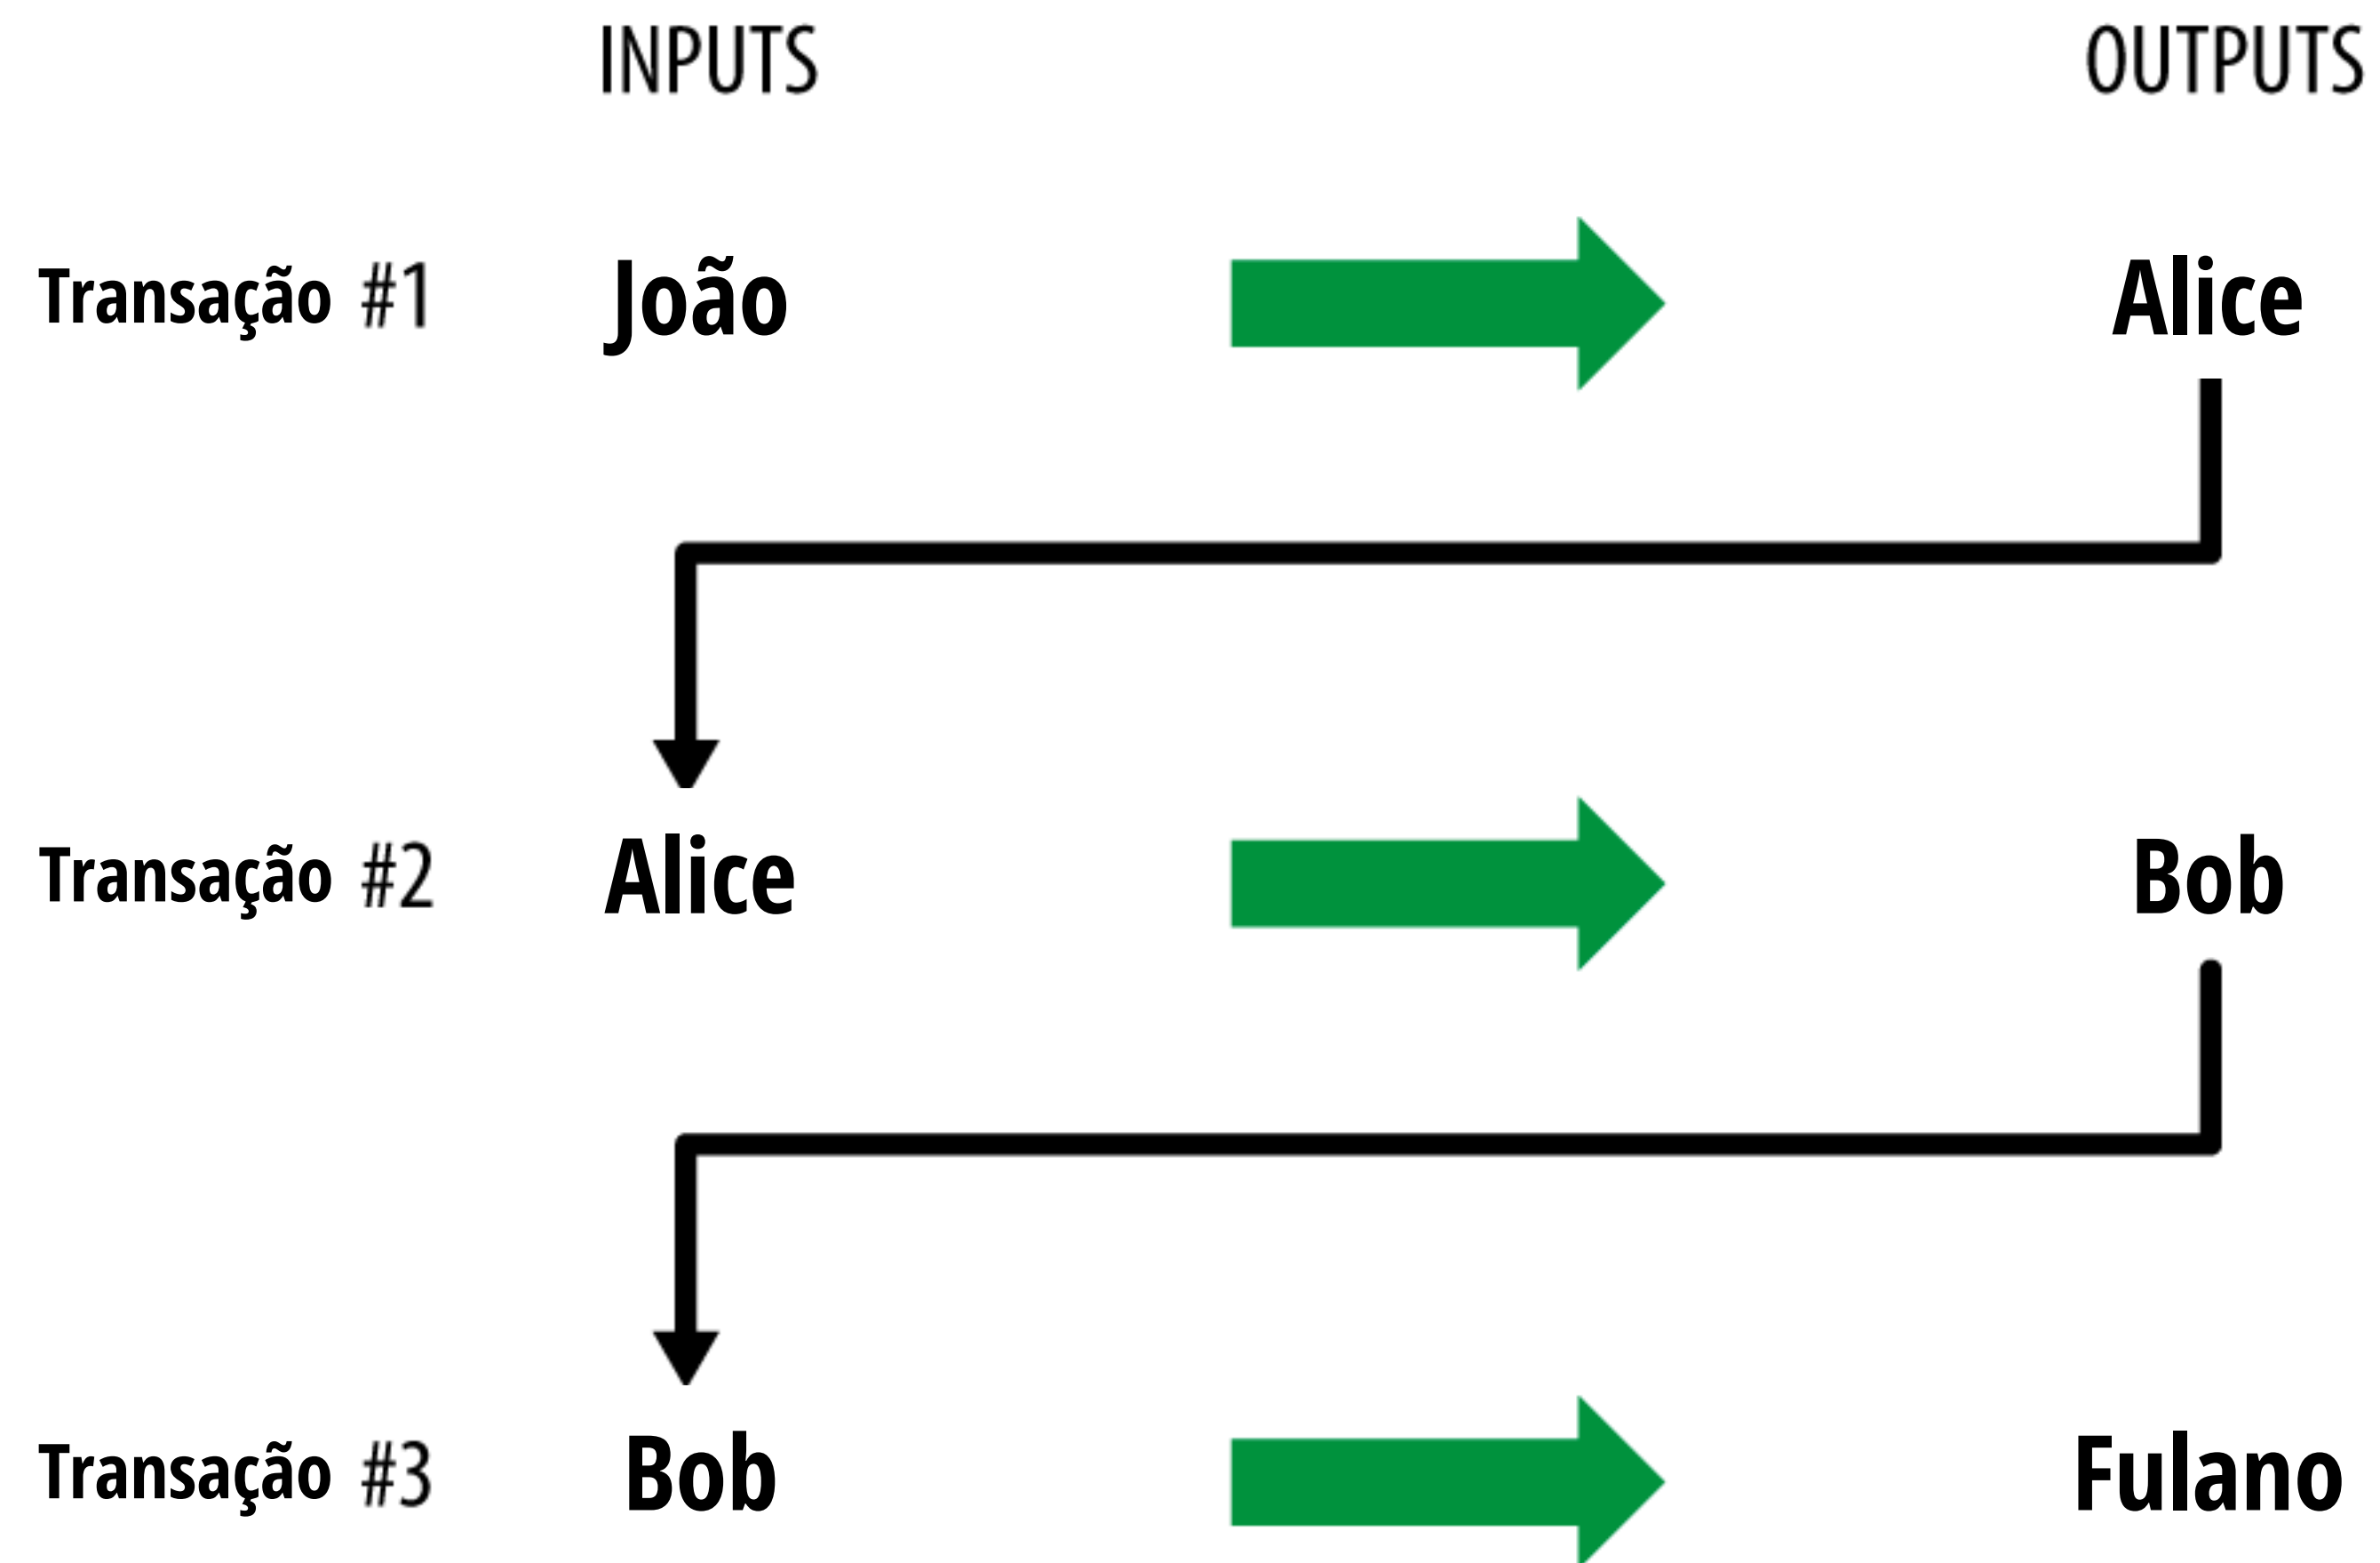 INPUTS OUTPUTS
Transação #1 João Alice
Transação #2 Alice Bob
Transação #3 Bob Fulano